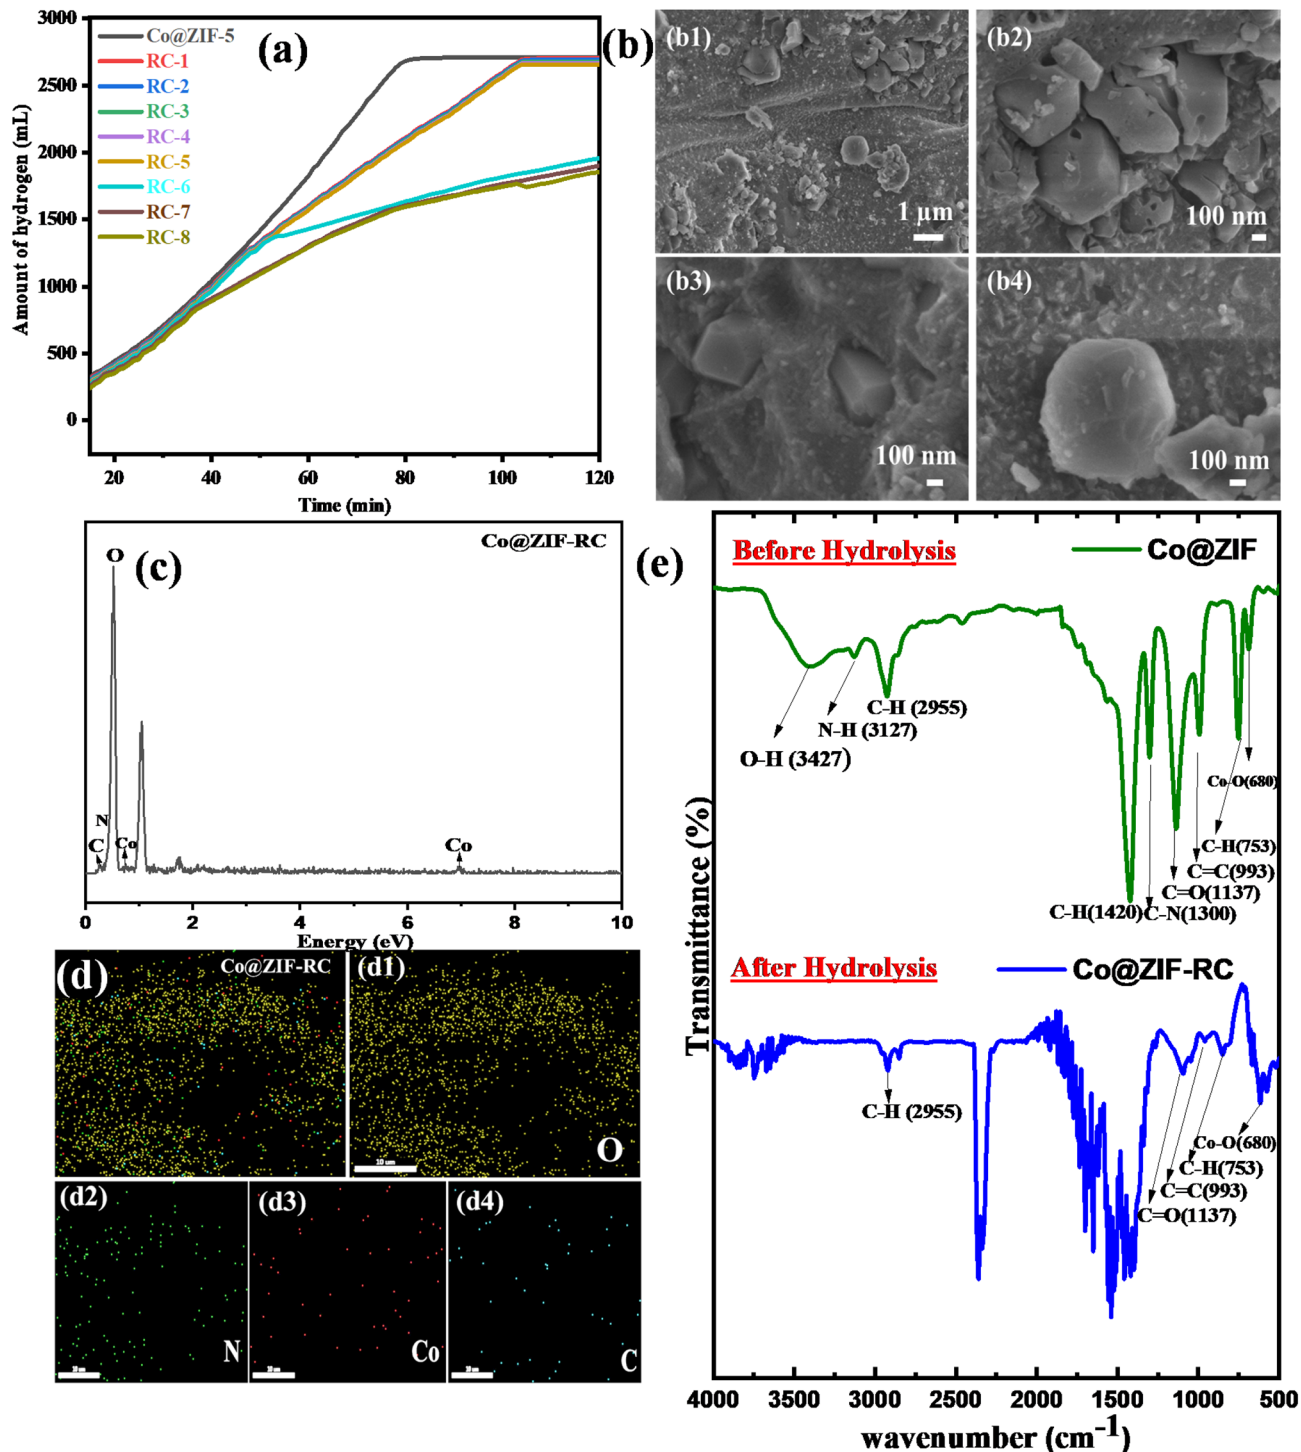 3000
2500
2000
1500
1000
500
0
Amount of hydrogen (mL)
Co@ZIF-5
RC-1
RC-2
RC-3
RC-4
RC-5
RC-6
RC-7
RC-8
(a)
20 40 60 80 100 120
Time (min)
(b)
(b1)
1 µm
(b2)
100 nm
(b3)
100 nm
(b4)
100 nm
(c)
Co@ZIF-RC
O
N
C
Co
Co
0 2 4 6 8 10
Energy (eV)
(d)
Co@ZIF-RC
(d1)
10 um
O
(d2)
N
(d3)
Co
(d4)
C
(e)
Before Hydrolysis
Co@ZIF
C-H (2955)
N-H (3127)
O-H (3427)
Co-O(680)
C-H(753)
C=C(993)
C=O(1137)
C-H(1420)
C-N(1300)
After Hydrolysis
Co@ZIF-RC
C-H (2955)
Co-O(680)
C-H(753)
C=C(993)
C=O(1137)
Transmittance (%)
4000 3500 3000 2500 2000 1500 1000 500
wavenumber (cm⁻¹)